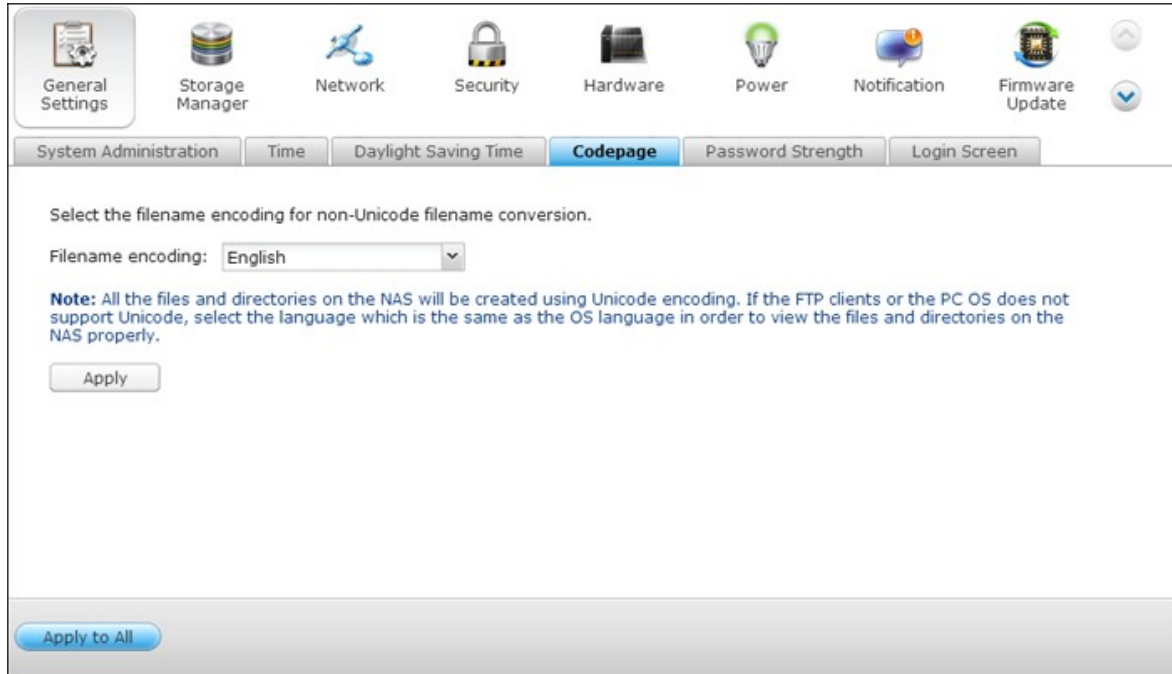 General Settings
Storage Manager
Network
Security
Hardware
Power
Notification
Firmware Update
System Administration
Time
Daylight Saving Time
Codepage
Password Strength
Login Screen
Select the filename encoding for non-Unicode filename conversion.
Filename encoding: English
Note: All the files and directories on the NAS will be created using Unicode encoding. If the FTP clients or the PC OS does not
support Unicode, select the language which is the same as the OS language in order to view the files and directories on the
NAS properly.
Apply
Apply to All